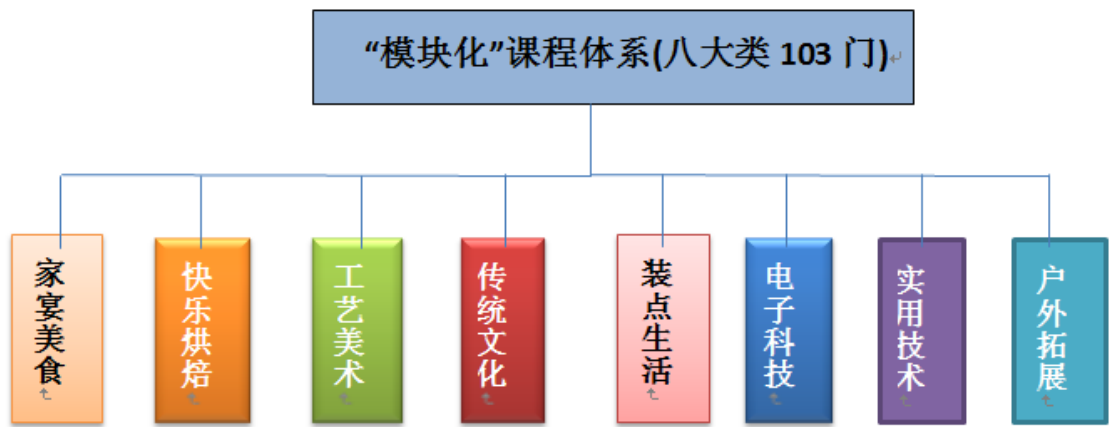 “模块化”课程体系(八大类 103 门)
家宴美食
快乐烘焙
工艺美术
传统文化
装点生活
电子科技
实用技术
户外拓展